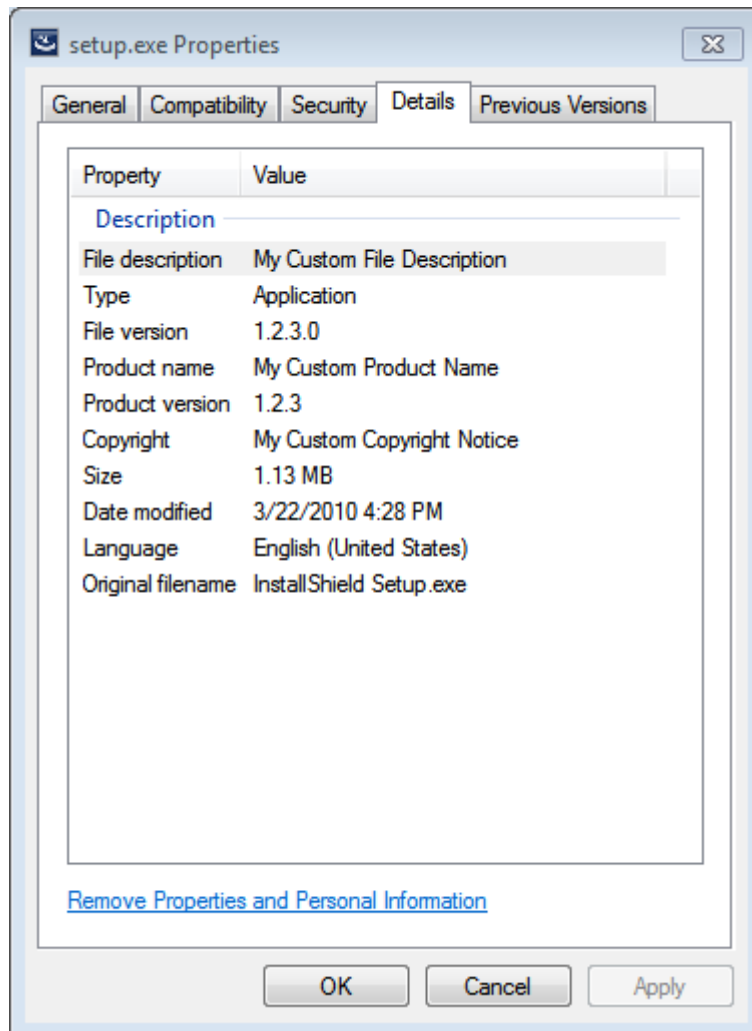 setup.exe Properties
General Compatibility Security Details Previous Versions
Property Value
Description
File description My Custom File Description
Type Application
File version 1.2.3.0
Product name My Custom Product Name
Product version 1.2.3
Copyright My Custom Copyright Notice
Size 1.13 MB
Date modified 3/22/2010 4:28 PM
Language English (United States)
Original filename InstallShield Setup.exe
Remove Properties and Personal Information
OK Cancel Apply